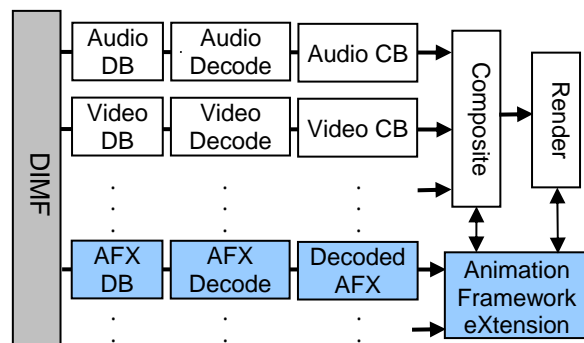 DIMF
Audio
DB
Audio
Decode
Audio CB
Video
DB
Video
Decode
Video CB
AFX
DB
AFX
Decode
Decoded
AFX
Composite
Render
Animation
Framework
eXtension